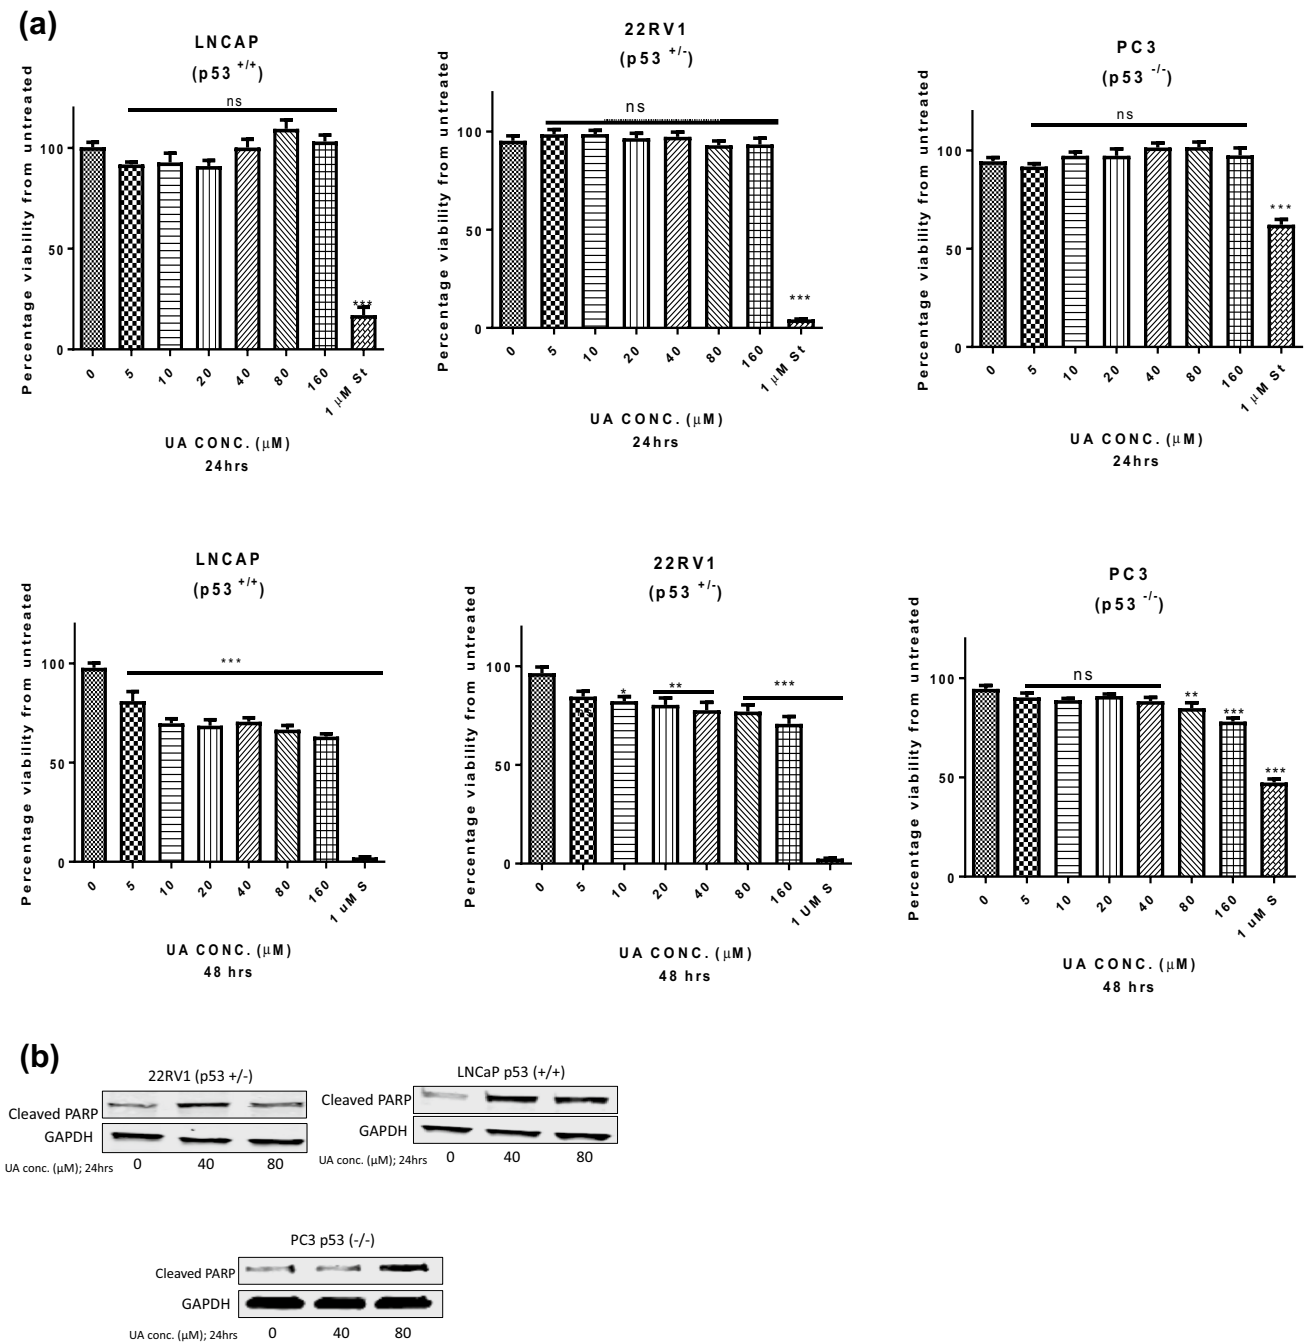 (a)
LNCAP
(p53 +/+)
Percentage viability from untreated
100
50
0
ns
***
0 5 10 20 40 80 160 1 μM St
UA CONC. (μM)
24hrs
22RV1
(p53 +/-)
Percentage viability from untreated
100
50
0
ns
***
0 5 10 20 40 80 160 1 μM St
UA CONC. (μM)
24hrs
PC3
(p53 -/-)
Percentage viability from untreated
100
50
0
ns
***
0 5 10 20 40 80 160 1 μM St
UA CONC. (μM)
24hrs
LNCAP
(p53 +/+)
Percentage viability from untreated
100
50
0
***
0 5 10 20 40 80 160 1 uM S
UA CONC. (μM)
48 hrs
22RV1
(p53 +/-)
Percentage viability from untreated
100
50
0
* ** ***
0 5 10 20 40 80 160 1 UM S
UA CONC. (μM)
48 hrs
PC3
(p53 -/-)
Percentage viability from untreated
100
50
0
ns ** *** ***
0 5 10 20 40 80 160 1 uM S
UA CONC. (μM)
48 hrs
(b)
22RV1 (p53 +/-)
Cleaved PARP
GAPDH
UA conc. (μM); 24hrs 0 40 80
LNCaP p53 (+/+)
Cleaved PARP
GAPDH
UA conc. (μM); 24hrs 0 40 80
PC3 p53 (-/-)
Cleaved PARP
GAPDH
UA conc. (μM); 24hrs 0 40 80